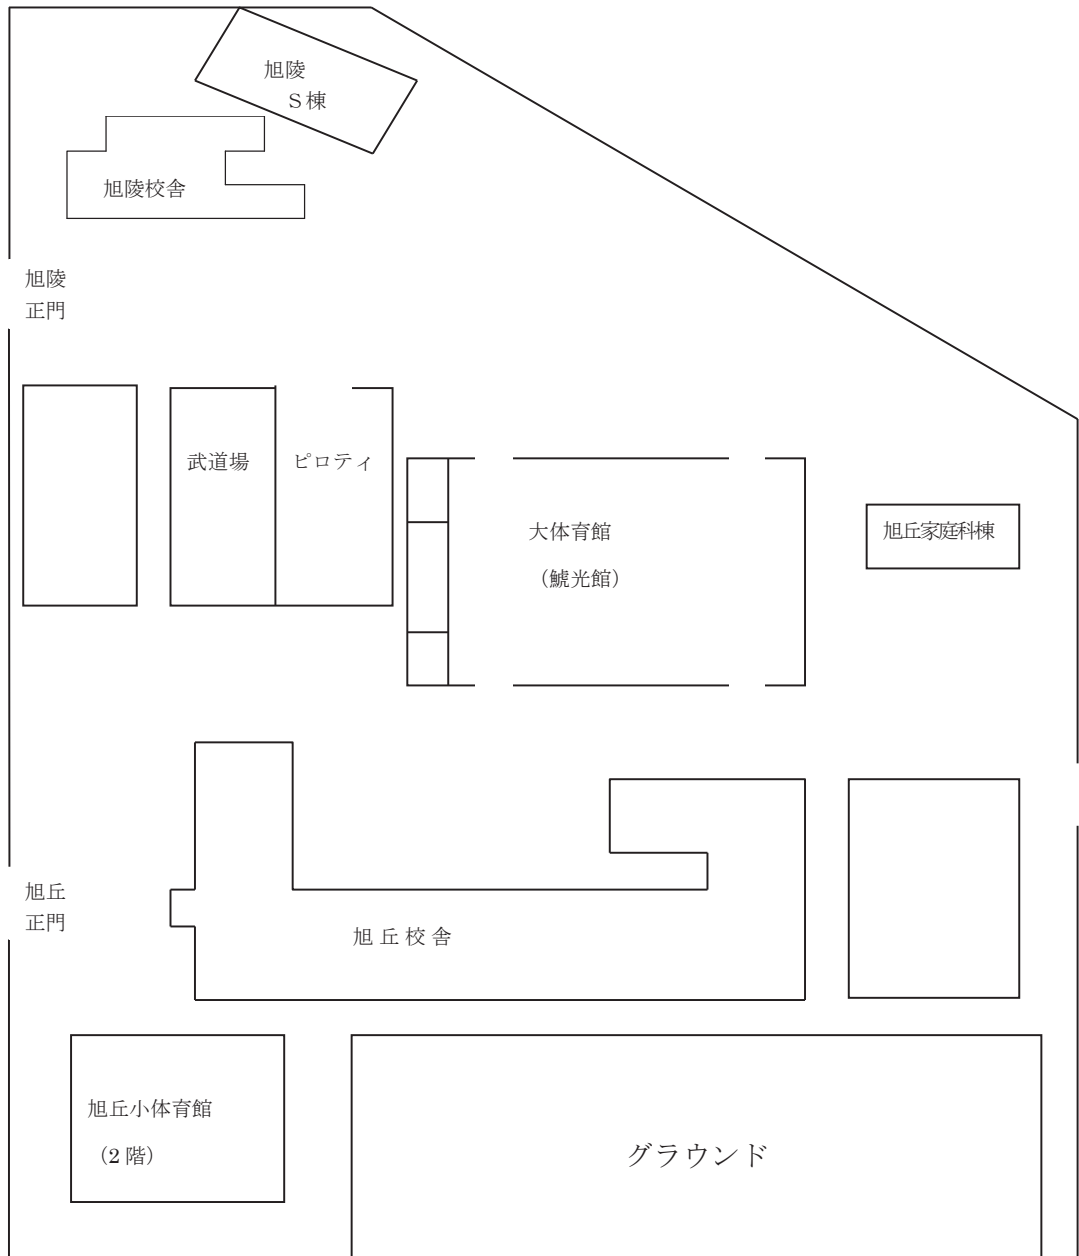 旭陵
Ｓ棟
旭陵校舎
旭陵
正門
武道場
ピロティ
大体育館
（鯱光館）
旭丘家庭科棟
旭丘
正門
旭丘校舎
旭丘小体育館
（2 階）
グラウンド